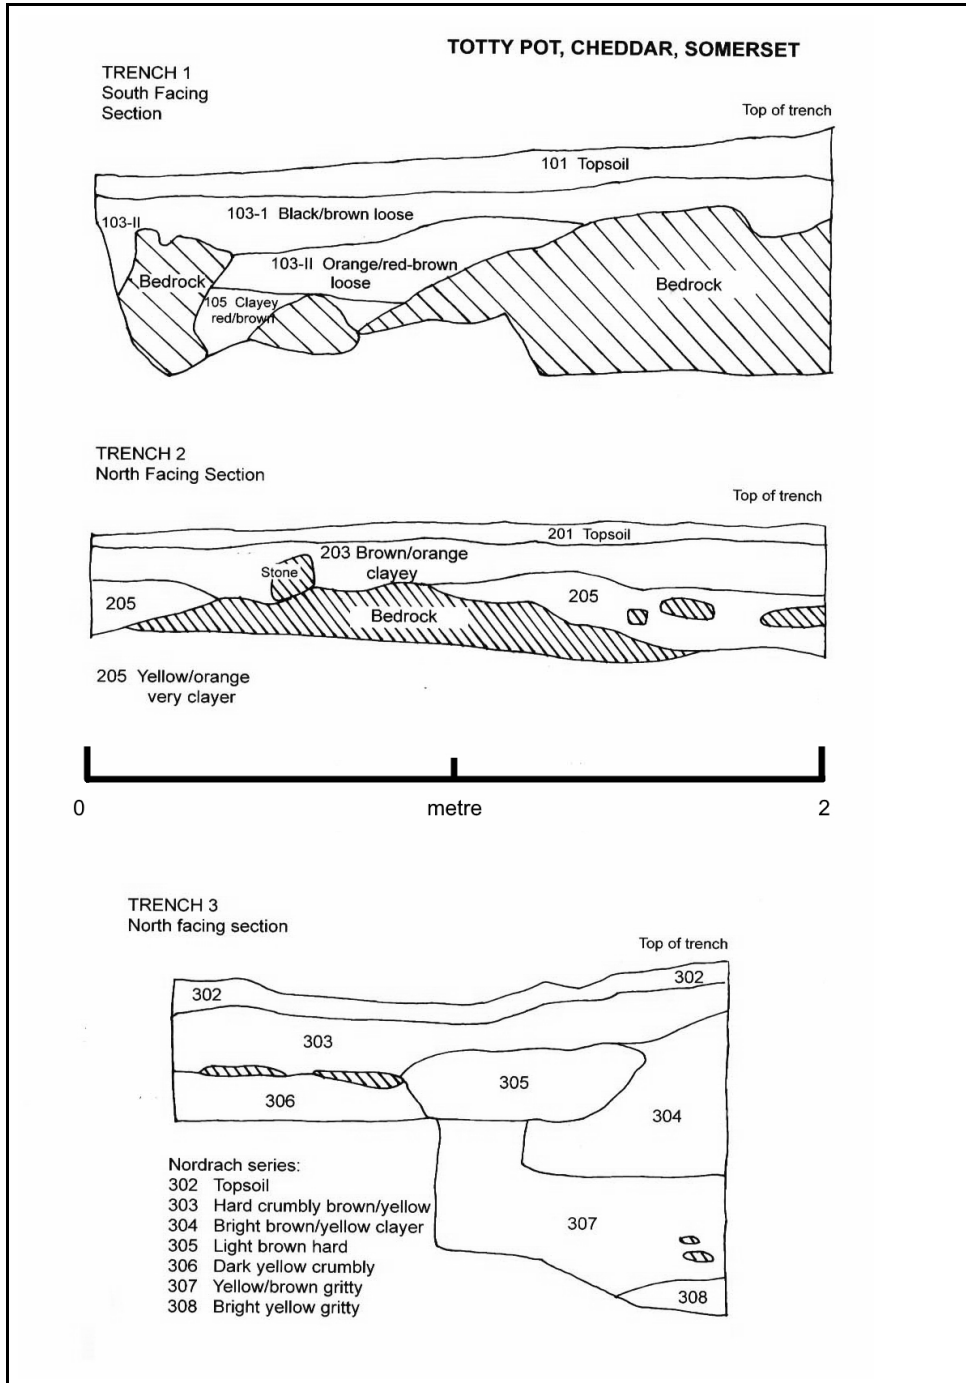 TOTTY POT, CHEDDAR, SOMERSET
TRENCH 1
South Facing
Section
Top of trench
101 Topsoil
103-II
103-1 Black/brown loose
103-II Orange/red-brown
loose
Bedrock
Bedrock
105 Clayey
red/brown
TRENCH 2
North Facing Section
Top of trench
201 Topsoil
203 Brown/orange
clayey
Stone
205
205
Bedrock
205 Yellow/orange
very clayer
0 metre 2
TRENCH 3
North facing section
Top of trench
302
302
303
305
306
304
Nordrach series:
302 Topsoil
303 Hard crumbly brown/yellow
304 Bright brown/yellow clayer
305 Light brown hard
306 Dark yellow crumbly
307 Yellow/brown gritty
308 Bright yellow gritty
307
308